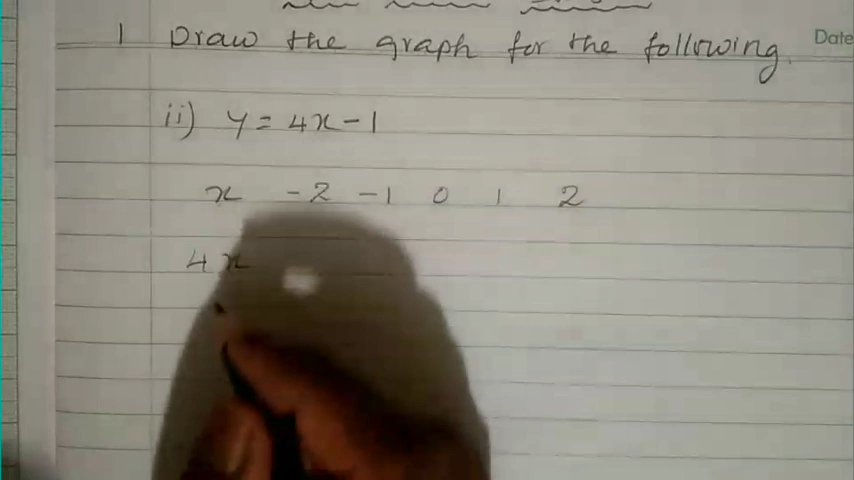 Date
1 Draw the graph for the following.
ii) y = 4x - 1
x -2 -1 0 1 2
4x